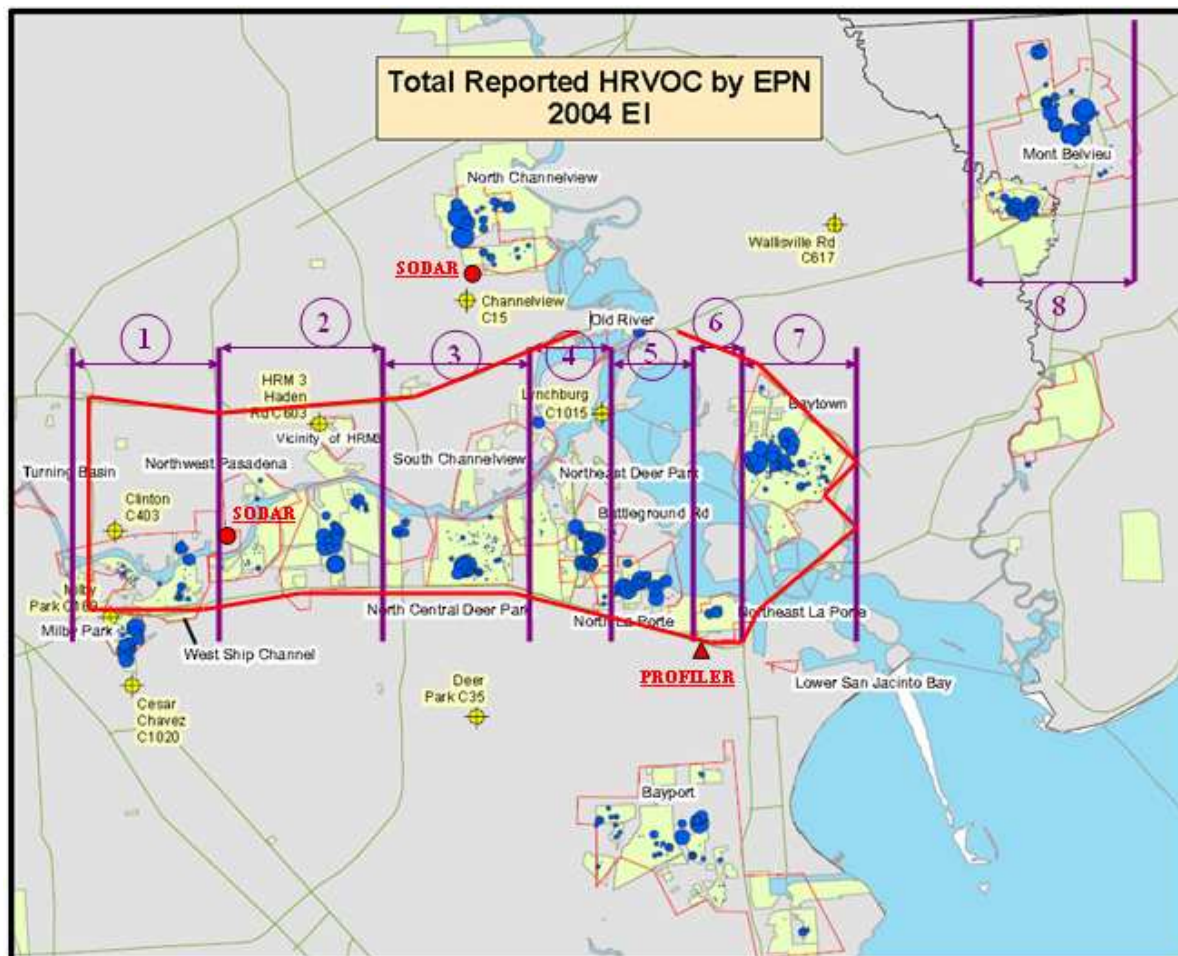 Total Reported HRVOC by EPN
2004 EI
North Channelview
Mont Belvieu
Wallisville Rd
C617
SODAR
Channelview
C15
Old River
1
2
3
4
5
6
7
8
HRM 3
Haden
Rd C603
Vicinity of HRM3
Lynchburg
C1015
Baytown
Turning Basin
Northwest Pasadena
South Channelview
Northeast Deer Park
Clinton
C403
SODAR
Battleground Rd
Milby
Park C169
Milby Park
West Ship Channel
North Central Deer Park
North La Porte
Northeast La Porte
PROFILER
Lower San Jacinto Bay
Cesar
Chavez
C1020
Deer
Park C35
Bayport